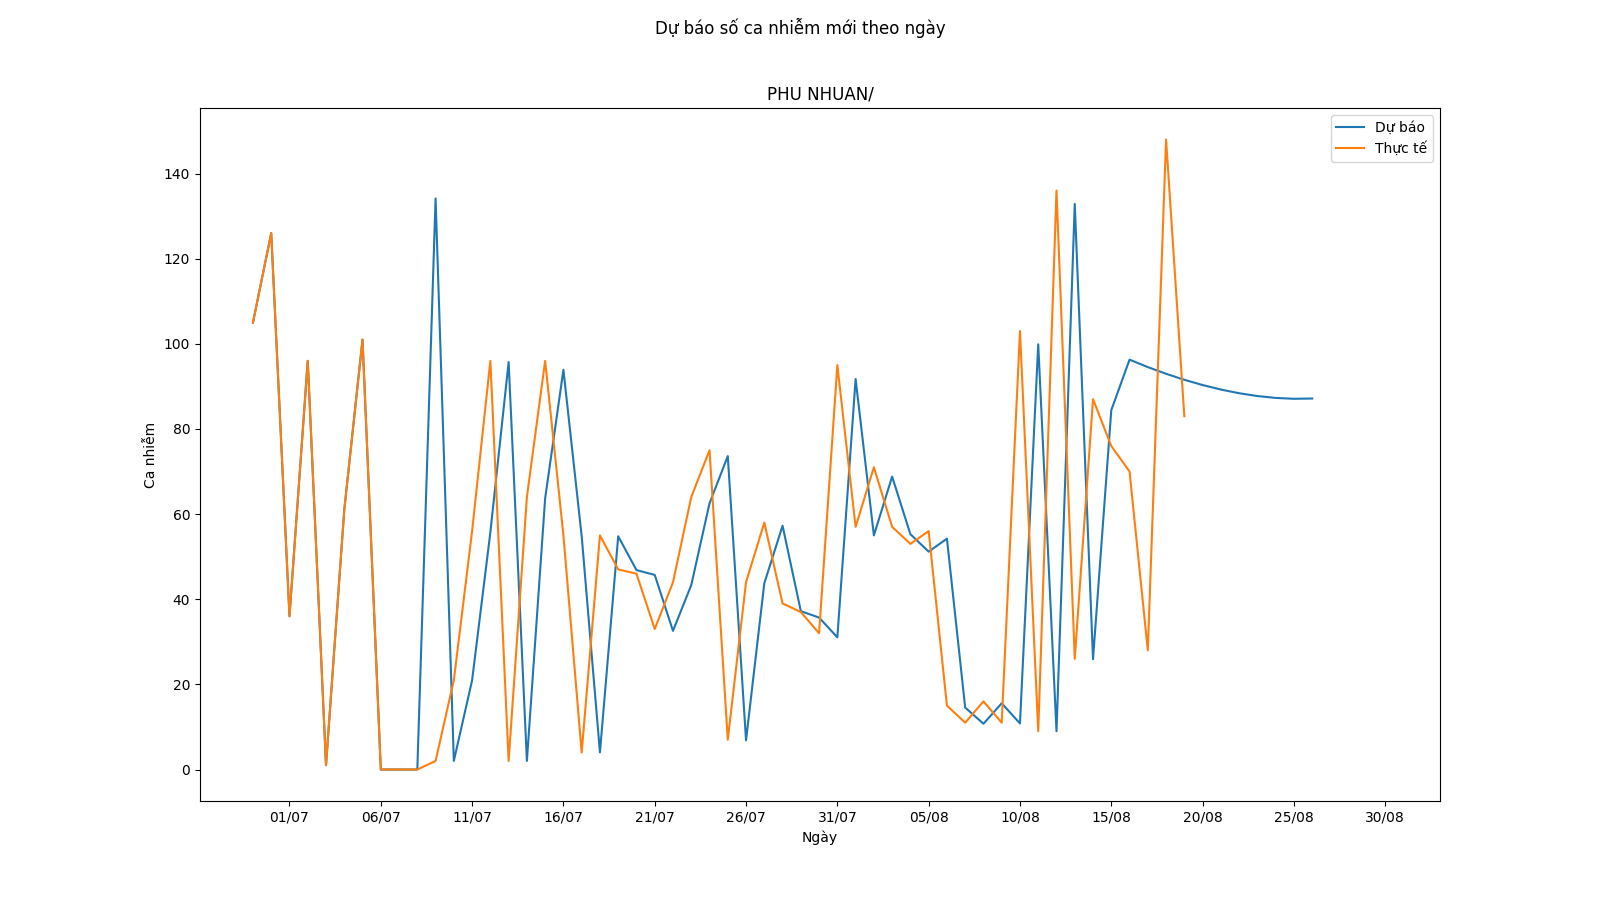 Dự báo số ca nhiễm mới theo ngày
PHU NHUAN/
Dự báo
Thực tế
140
120
100
80
60
40
20
0
Ca nhiễm
01/07 06/07 11/07 16/07 21/07 26/07 31/07 05/08 10/08 15/08 20/08 25/08 30/08
Ngày